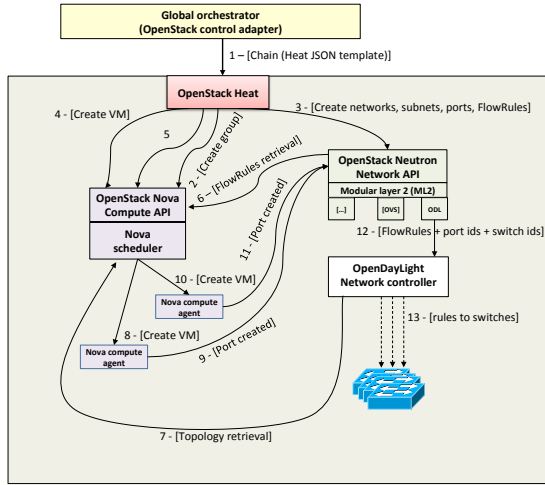 Global orchestrator
(OpenStack control adapter)
1 – [Chain (Heat JSON template)]
OpenStack Heat
4 - [Create VM]
5
2 - [Create group]
3 - [Create networks, subnets, ports, FlowRules]
6 – [FlowRules retrieval]
OpenStack Neutron
Network API
Modular layer 2 (ML2)
[...]
[OVS]
ODL
OpenStack Nova
Compute API
Nova
scheduler
11 - [Port created]
12 - [FlowRules + port ids + switch ids]
10 - [Create VM]
Nova compute
agent
OpenDayLight
Network controller
8 - [Create VM]
Nova compute
agent
9 - [Port created]
13 - [rules to switches]
7 - [Topology retrieval]